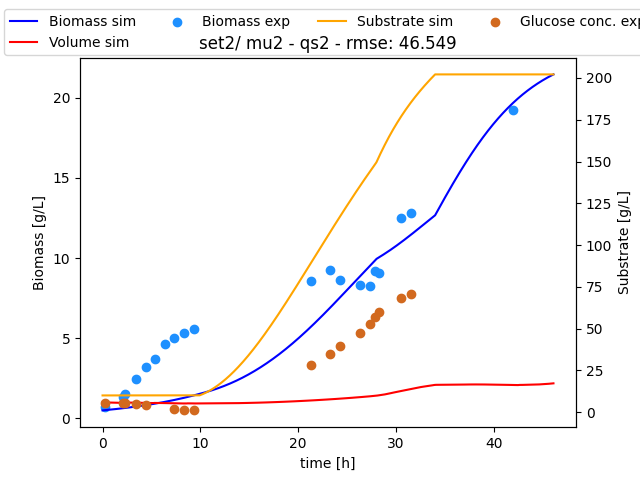 Biomass sim Biomass exp Substrate sim Glucose conc. exp
Volume sim
set2/ mu2 - qs2 - rmse: 46.549
Biomass [g/L]
20
15
10
5
0
200
175
150
125
100
75
50
25
0
Substrate [g/L]
0 10 20 30 40
time [h]